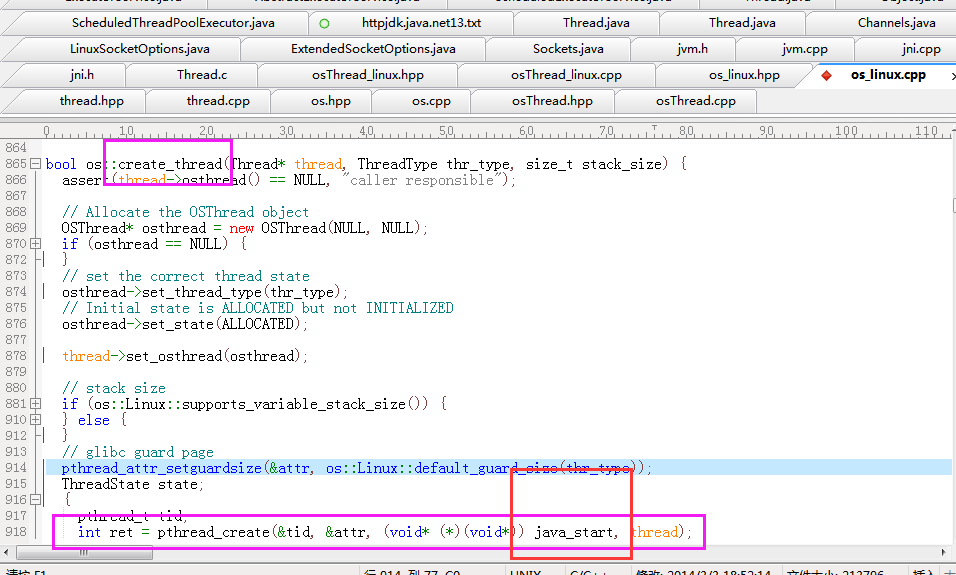 ScheduledThreadPoolExecutor.java httpjdk.java.net13.txt Thread.java Thread.java Channels.java
LinuxSocketOptions.java ExtendedSocketOptions.java Sockets.java jvm.h jvm.cpp jni.cpp
jni.h Thread.c osThread_linux.hpp osThread_linux.cpp os_linux.hpp os_linux.cpp
thread.hpp thread.cpp os.hpp os.cpp osThread.hpp osThread.cpp
0 10 20 30 40 50 60 70 80 90 100 110
864
865 bool os::create_thread(Thread* thread, ThreadType thr_type, size_t stack_size) {
866 assert(thread->osthread() == NULL, "caller responsible");
867
868 // Allocate the OSThread object
869 OSThread* osthread = new OSThread(NULL, NULL);
870 if (osthread == NULL) {
872 }
873 // set the correct thread state
874 osthread->set_thread_type(thr_type);
875 // Initial state is ALLOCATED but not INITIALIZED
876 osthread->set_state(ALLOCATED);
877
878 thread->set_osthread(osthread);
879
880 // stack size
881 if (os::Linux::supports_variable_stack_size()) {
910 } else {
912 }
913 // glibc guard page
914 pthread_attr_setguardsize(&attr, os::Linux::default_guard_size(thr_type));
915 ThreadState state;
916 {
917 pthread_t tid;
918 int ret = pthread_create(&tid, &attr, (void* (*)(void*)) java_start, thread);